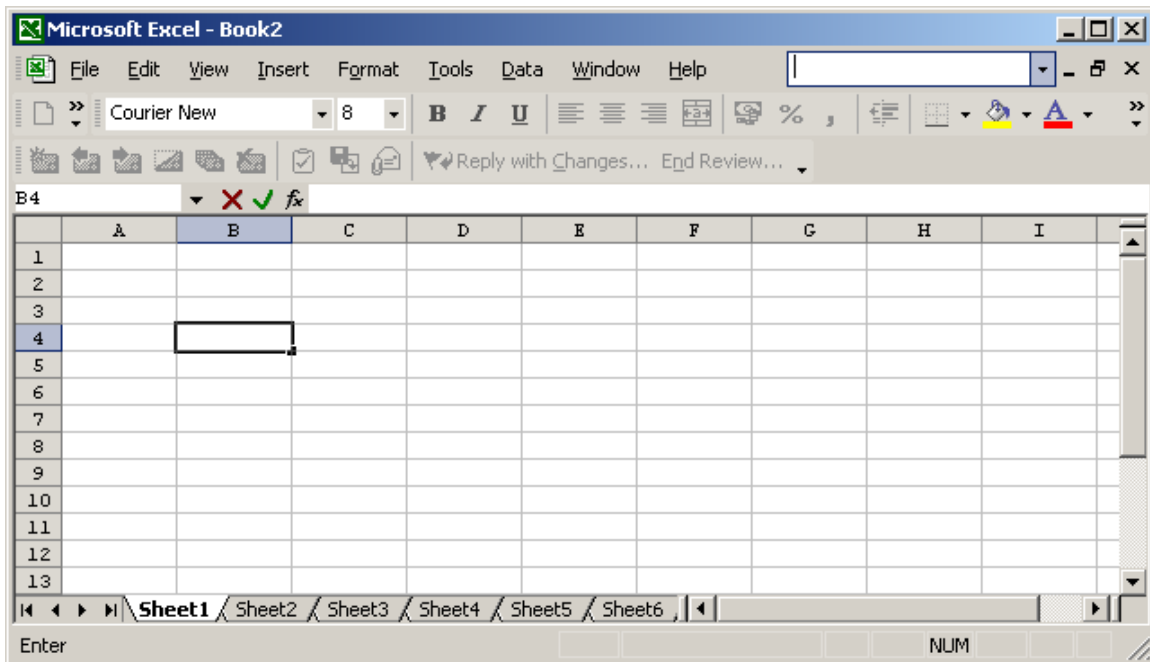 Microsoft Excel - Book2
File Edit View Insert Format Tools Data Window Help
Courier New 8 B I U % , A
Reply with Changes... End Review...
B4 fx
A B C D E F G H I
1
2
3
4
5
6
7
8
9
10
11
12
13
Sheet1 Sheet2 Sheet3 Sheet4 Sheet5 Sheet6
Enter NUM